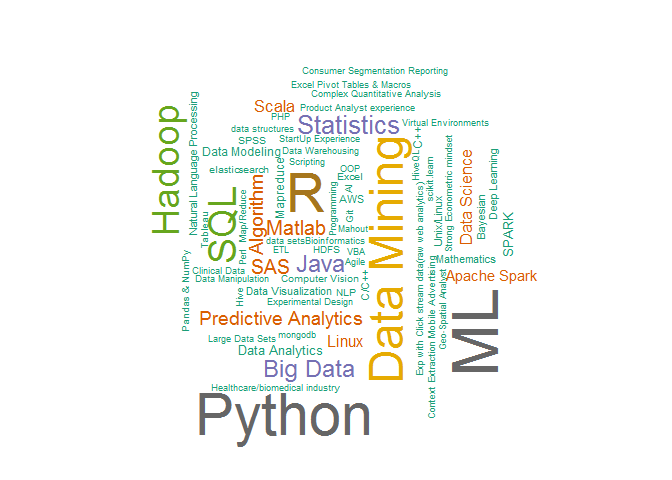 Consumer Segmentation Reporting
Excel Pivot Tables & Macros
Complex Quantitative Analysis
Scala
Product Analyst experience
PHP
Statistics
Virtual Environments
data structures
StartUp Experience
SPSS
Data Modeling
Data Warehousing
Scripting
elasticsearch
OOP
Excel
AI
AWS
Hadoop
Natural Language Processing
SQL
Tableau
Map/Reduce
Perl
Algorithm
Mapreduce
R
Programming
Git
Matlab
Mahout
data sets
Bioinformatics
ETL
HDFS
VBA
Agile
SAS
Java
Clinical Data
Data Manipulation
Computer Vision
Pandas & NumPy
Hive
Data Visualization
NLP
Experimental Design
C/C++
Data Mining
HiveQL
C++
scikit learn
Unix/Linux
Strong Econometric mindset
Data Science
Bayesian
Deep Learning
SPARK
Mathematics
Apache Spark
Exp with Click stream data(raw web analytics)
Context Extraction Mobile Advertising
Geo-Spatial Analyst
ML
Predictive Analytics
Large Data Sets
mongodb
Linux
Data Analytics
Big Data
Healthcare/biomedical industry
Python